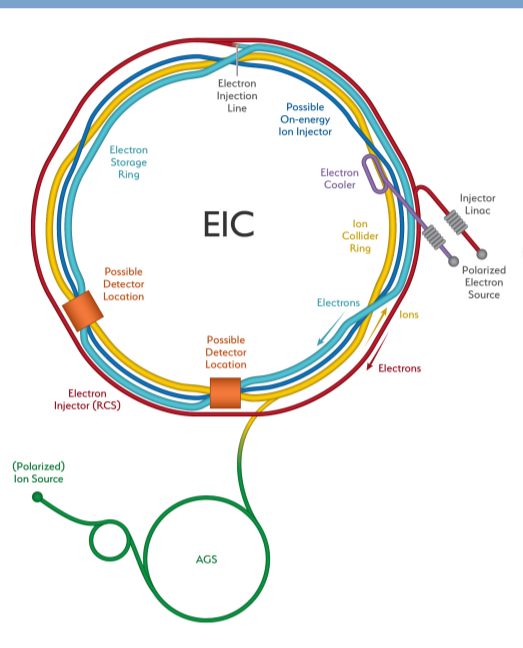 Electron
Injection
Line
Possible
On-energy
Ion Injector
Electron
Storage
Ring
Electron
Cooler
Injector
Linac
EIC
Ion
Collider
Ring
Polarized
Electron
Source
Possible
Detector
Location
Electrons
Ions
Possible
Detector
Location
Electrons
Electron
Injector (RCS)
(Polarized)
Ion Source
AGS